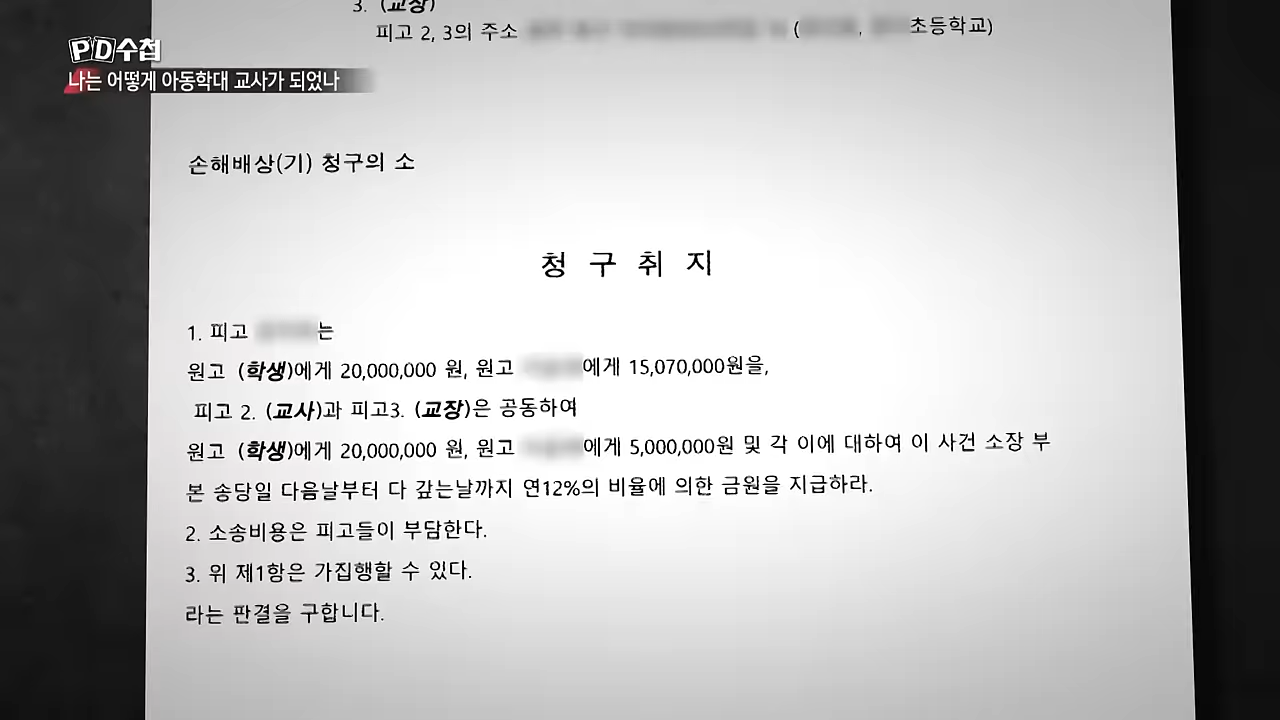 3. (교장)
피고 2, 3의 주소 ( , 초등학교)
PD수첩
나는 어떻게 아동학대 교사가 되었나
손해배상(기) 청구의 소
청 구 취 지
1. 피고 는
원고 (학생)에게 20,000,000 원, 원고 에게 15,070,000원을,
피고 2. (교사)과 피고3. (교장)은 공동하여
원고 (학생)에게 20,000,000 원, 원고 에게 5,000,000원 및 각 이에 대하여 이 사건 소장 부
본 송당일 다음날부터 다 갚는날까지 연12%의 비율에 의한 금원을 지급하라.
2. 소송비용은 피고들이 부담한다.
3. 위 제1항은 가집행할 수 있다.
라는 판결을 구합니다.